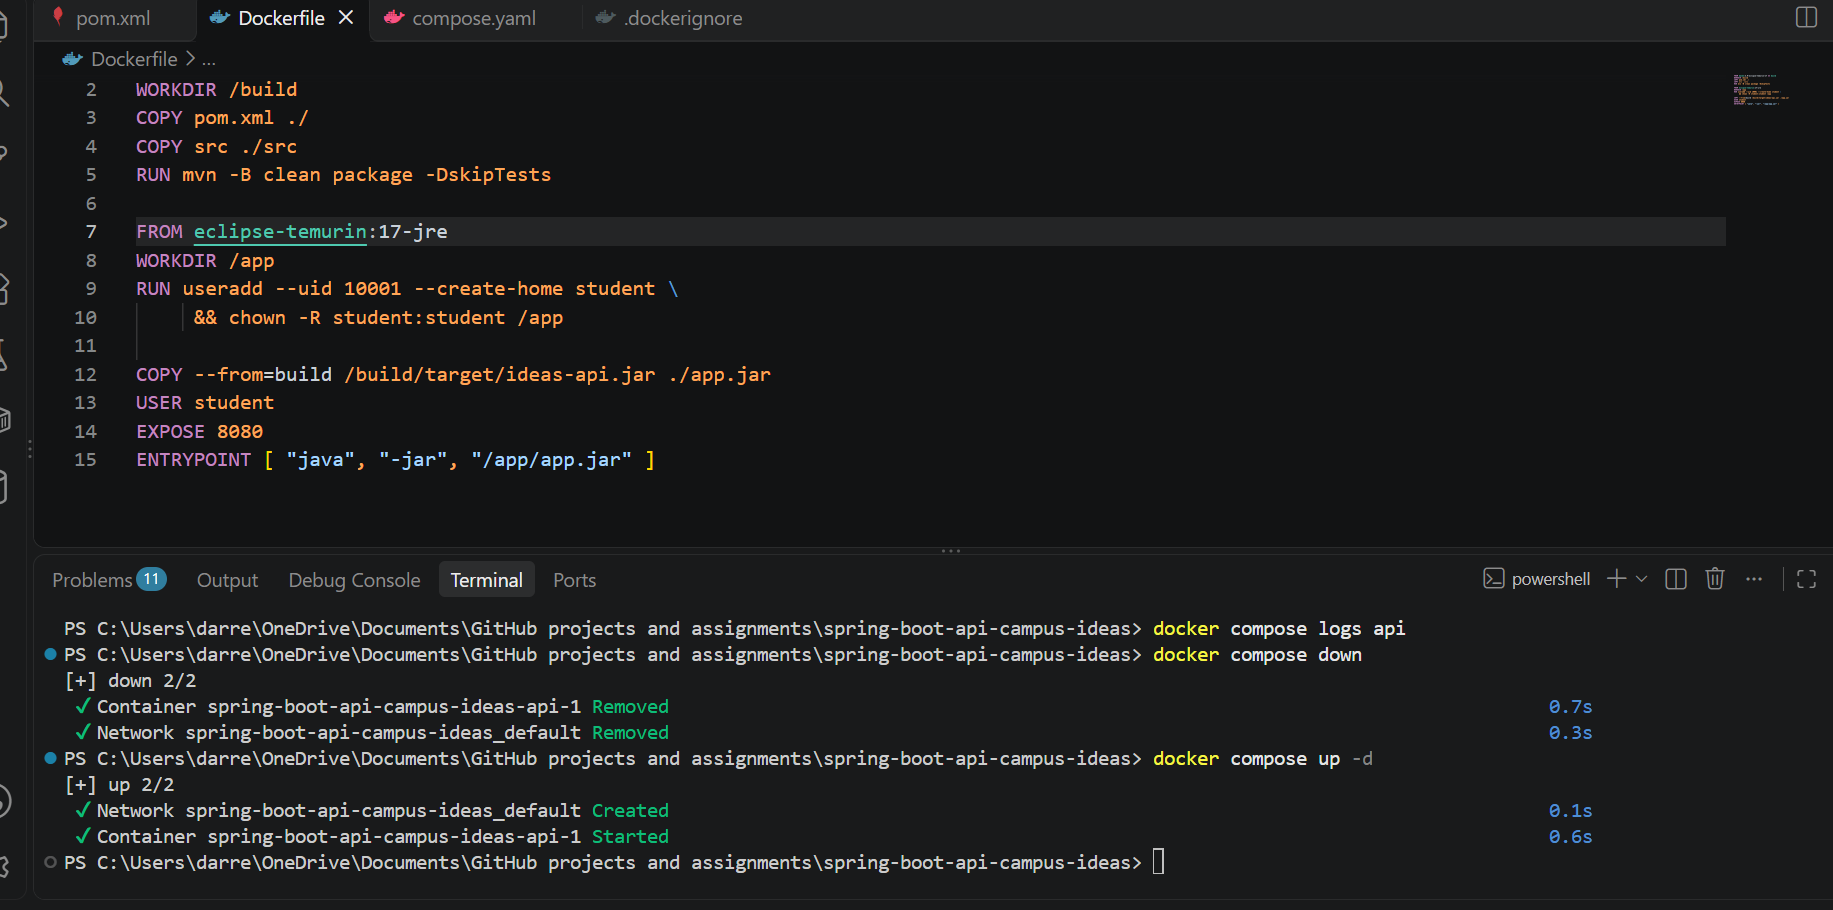 pom.xml
Dockerfile
compose.yaml
.dockerignore
Dockerfile > ...
2 WORKDIR /build
3 COPY pom.xml ./
4 COPY src ./src
5 RUN mvn -B clean package -DskipTests
6
7 FROM eclipse-temurin:17-jre
8 WORKDIR /app
9 RUN useradd --uid 10001 --create-home student \
10 && chown -R student:student /app
11
12 COPY --from=build /build/target/ideas-api.jar ./app.jar
13 USER student
14 EXPOSE 8080
15 ENTRYPOINT [ "java", "-jar", "/app/app.jar" ]
Problems 11 Output Debug Console Terminal Ports
powershell
PS C:\Users\darre\OneDrive\Documents\GitHub projects and assignments\spring-boot-api-campus-ideas> docker compose logs api
PS C:\Users\darre\OneDrive\Documents\GitHub projects and assignments\spring-boot-api-campus-ideas> docker compose down
[+] down 2/2
✓ Container spring-boot-api-campus-ideas-api-1 Removed 0.7s
✓ Network spring-boot-api-campus-ideas_default Removed 0.3s
PS C:\Users\darre\OneDrive\Documents\GitHub projects and assignments\spring-boot-api-campus-ideas> docker compose up -d
[+] up 2/2
✓ Network spring-boot-api-campus-ideas_default Created 0.1s
✓ Container spring-boot-api-campus-ideas-api-1 Started 0.6s
PS C:\Users\darre\OneDrive\Documents\GitHub projects and assignments\spring-boot-api-campus-ideas>